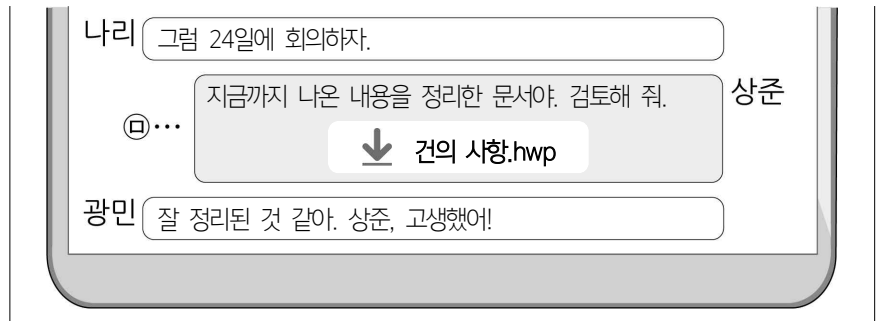 나리 그럼 24일에 회의하자.
지금까지 나온 내용을 정리한 문서야. 검토해 줘. 상준
㉤…
건의 사항.hwp
광민 잘 정리된 것 같아. 상준, 고생했어!